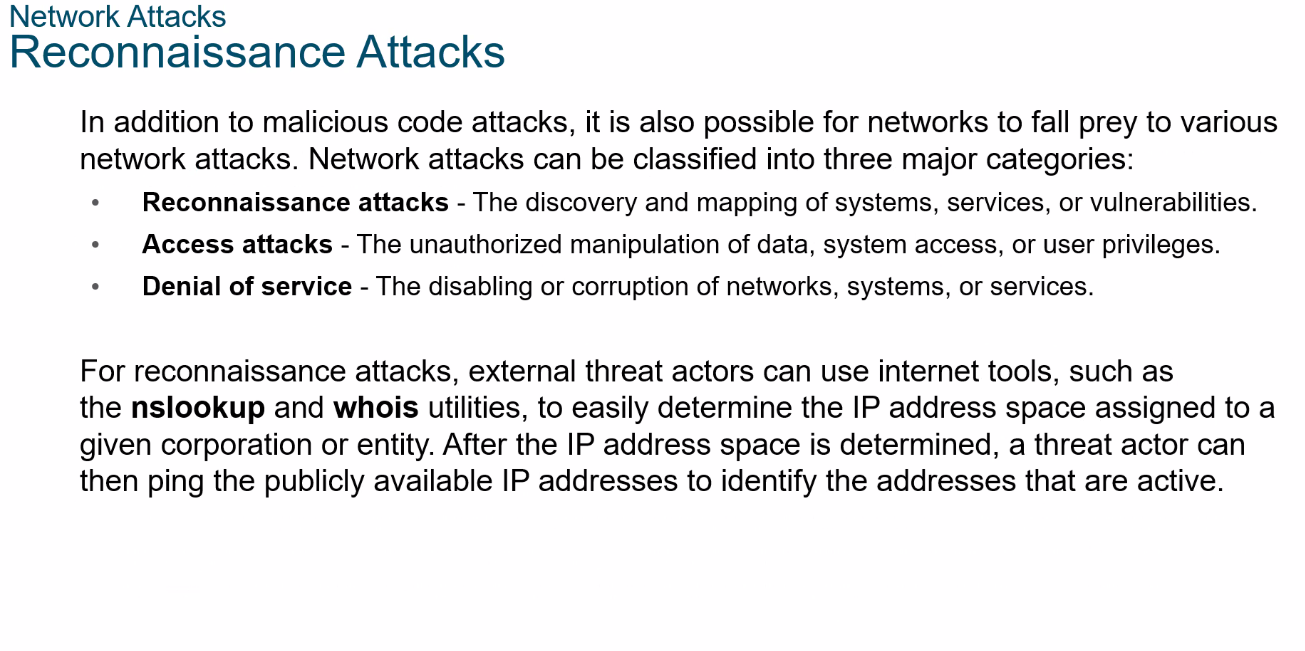 Network Attacks
Reconnaissance Attacks
In addition to malicious code attacks, it is also possible for networks to fall prey to various
network attacks. Network attacks can be classified into three major categories:
• Reconnaissance attacks - The discovery and mapping of systems, services, or vulnerabilities.
• Access attacks - The unauthorized manipulation of data, system access, or user privileges.
• Denial of service - The disabling or corruption of networks, systems, or services.
For reconnaissance attacks, external threat actors can use internet tools, such as
the nslookup and whois utilities, to easily determine the IP address space assigned to a
given corporation or entity. After the IP address space is determined, a threat actor can
then ping the publicly available IP addresses to identify the addresses that are active.